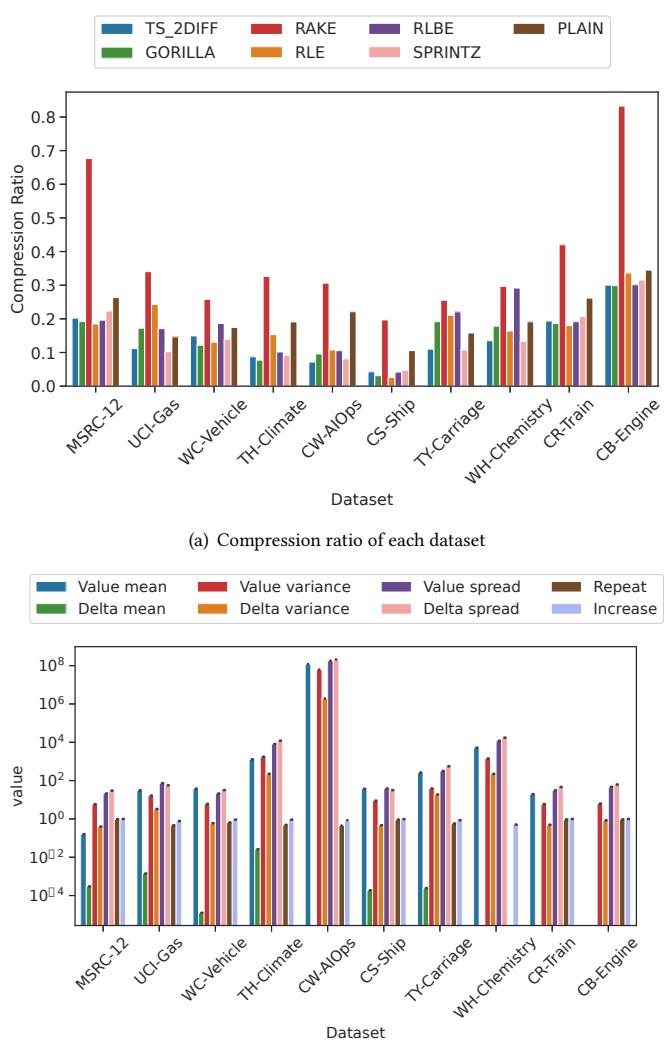 TS_2DIFF RAKE RLBE PLAIN
GORILLA RLE SPRINTZ
Compression Ratio
0.8
0.7
0.6
0.5
0.4
0.3
0.2
0.1
0.0
MSRC-12 UCI-Gas WC-Vehicle TH-Climate CW-AIOps CS-Ship TY-Carriage WH-Chemistry CR-Train CB-Engine
Dataset
(a) Compression ratio of each dataset
Value mean Value variance Value spread Repeat
Delta mean Delta variance Delta spread Increase
value
10^8
10^6
10^4
10^2
10^0
10^▯2
10^▯4
MSRC-12 UCI-Gas WC-Vehicle TH-Climate CW-AIOps CS-Ship TY-Carriage WH-Chemistry CR-Train CB-Engine
Dataset